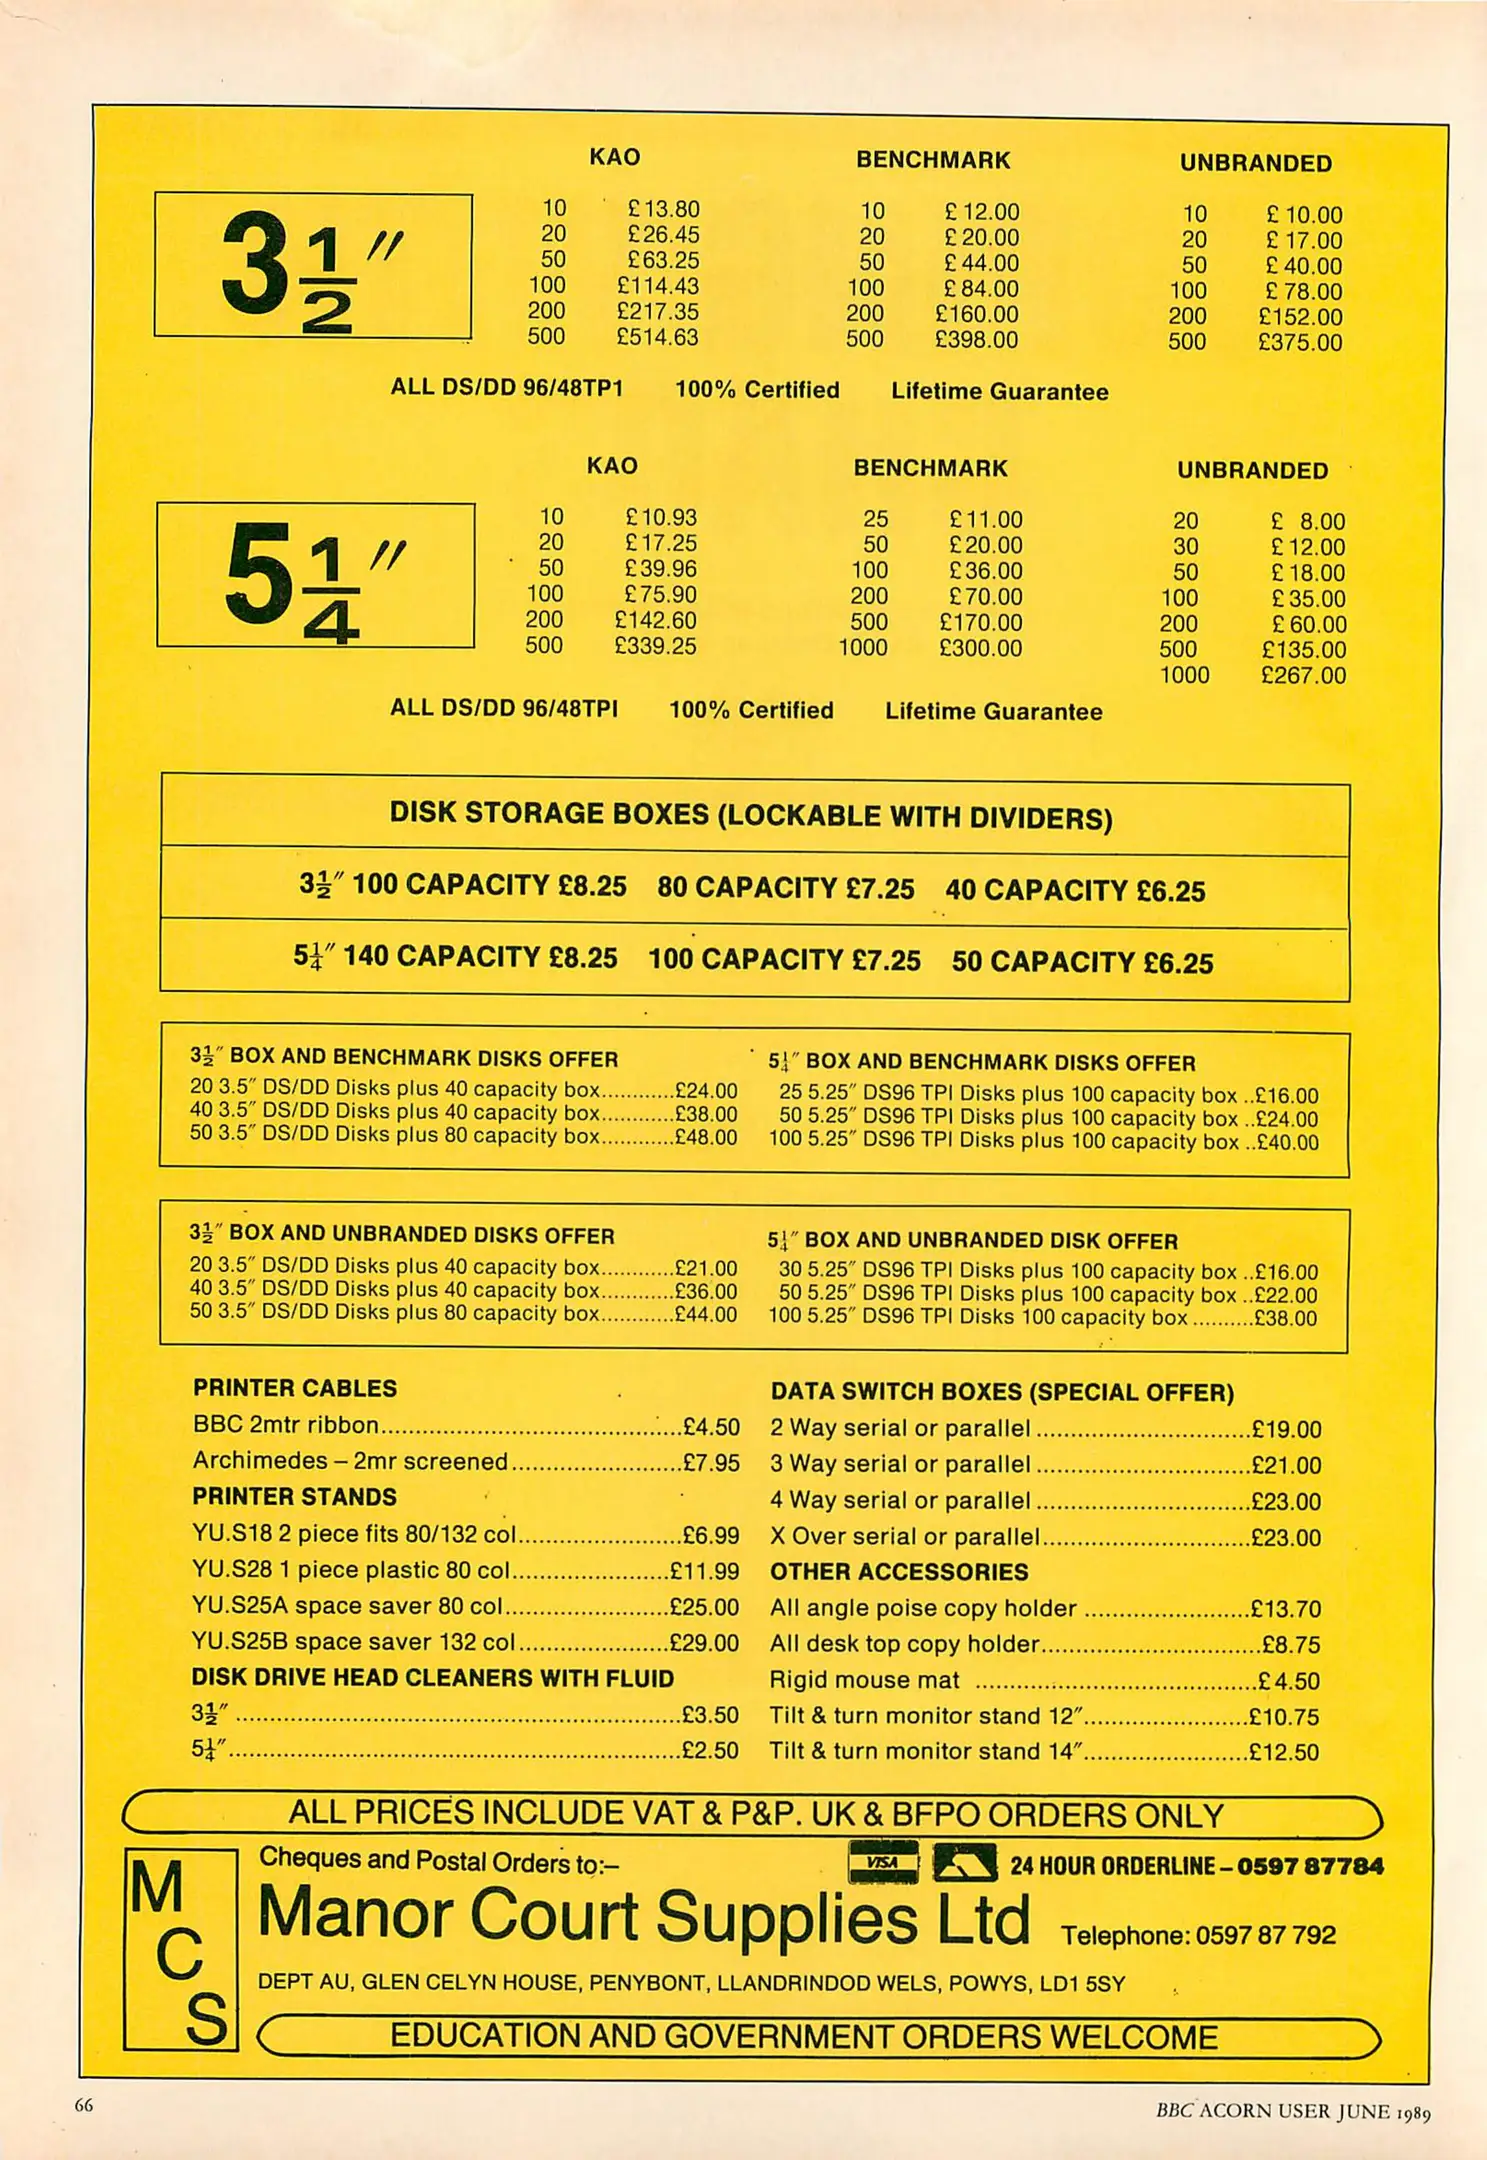 KAO BENCHMARK UNBRANDED
3½″
10 £13.80 10 £12.00 10 £10.00
20 £26.45 20 £20.00 20 £17.00
50 £63.25 50 £44.00 50 £40.00
100 £114.43 100 £84.00 100 £78.00
200 £217.35 200 £160.00 200 £152.00
500 £514.63 500 £398.00 500 £375.00
ALL DS/DD 96/48TP1 100% Certified Lifetime Guarantee
KAO BENCHMARK UNBRANDED
5¼″
10 £10.93 25 £11.00 20 £ 8.00
20 £17.25 50 £20.00 30 £12.00
50 £39.96 100 £36.00 50 £18.00
100 £75.90 200 £70.00 100 £35.00
200 £142.60 500 £170.00 200 £60.00
500 £339.25 1000 £300.00 500 £135.00
1000 £267.00
ALL DS/DD 96/48TPI 100% Certified Lifetime Guarantee
DISK STORAGE BOXES (LOCKABLE WITH DIVIDERS)
3½″ 100 CAPACITY £8.25 80 CAPACITY £7.25 40 CAPACITY £6.25
5¼″ 140 CAPACITY £8.25 100 CAPACITY £7.25 50 CAPACITY £6.25
3½″ BOX AND BENCHMARK DISKS OFFER
20 3.5″ DS/DD Disks plus 40 capacity box............£24.00
40 3.5″ DS/DD Disks plus 40 capacity box............£38.00
50 3.5″ DS/DD Disks plus 80 capacity box............£48.00
5¼″ BOX AND BENCHMARK DISKS OFFER
25 5.25″ DS96 TPI Disks plus 100 capacity box ..£16.00
50 5.25″ DS96 TPI Disks plus 100 capacity box ..£24.00
100 5.25″ DS96 TPI Disks plus 100 capacity box ..£40.00
3½″ BOX AND UNBRANDED DISKS OFFER
20 3.5″ DS/DD Disks plus 40 capacity box............£21.00
40 3.5″ DS/DD Disks plus 40 capacity box............£36.00
50 3.5″ DS/DD Disks plus 80 capacity box............£44.00
5¼″ BOX AND UNBRANDED DISK OFFER
30 5.25″ DS96 TPI Disks plus 100 capacity box ..£16.00
50 5.25″ DS96 TPI Disks plus 100 capacity box ..£22.00
100 5.25″ DS96 TPI Disks 100 capacity box ..........£38.00
PRINTER CABLES
BBC 2mtr ribbon............................................£4.50
Archimedes – 2mr screened.........................£7.95
PRINTER STANDS
YU.S18 2 piece fits 80/132 col........................£6.99
YU.S28 1 piece plastic 80 col.......................£11.99
YU.S25A space saver 80 col........................£25.00
YU.S25B space saver 132 col......................£29.00
DISK DRIVE HEAD CLEANERS WITH FLUID
3½″ .................................................................£3.50
5¼″..................................................................£2.50
DATA SWITCH BOXES (SPECIAL OFFER)
2 Way serial or parallel ...............................£19.00
3 Way serial or parallel ...............................£21.00
4 Way serial or parallel ...............................£23.00
X Over serial or parallel..............................£23.00
OTHER ACCESSORIES
All angle poise copy holder ........................£13.70
All desk top copy holder................................£8.75
Rigid mouse mat .........................................£4.50
Tilt & turn monitor stand 12″........................£10.75
Tilt & turn monitor stand 14″........................£12.50
ALL PRICES INCLUDE VAT & P&P. UK & BFPO ORDERS ONLY
MCS
Cheques and Postal Orders to:–
VISA
24 HOUR ORDERLINE – 0597 87784
Manor Court Supplies Ltd Telephone: 0597 87 792
DEPT AU, GLEN CELYN HOUSE, PENYBONT, LLANDRINDOD WELS, POWYS, LD1 5SY
EDUCATION AND GOVERNMENT ORDERS WELCOME
66
BBC ACORN USER JUNE 1989